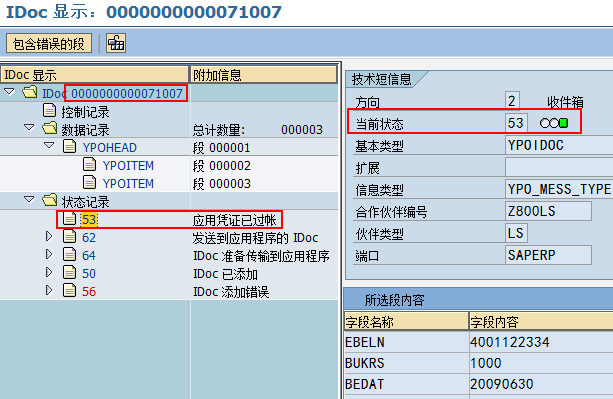 IDoc 显示：0000000000071007
包含错误的段
IDoc 显示 附加信息
IDoc 0000000000071007
控制记录
数据记录 总计数量: 000003
YPOHEAD 段 000001
YPOITEM 段 000002
YPOITEM 段 000003
状态记录
53 应用凭证已过帐
62 发送到应用程序的 IDoc
64 IDoc 准备传输到应用程序
50 IDoc 已添加
56 IDoc 添加错误
技术短信息
方向 2 收件箱
当前状态 53
基本类型 YPOIDOC
扩展
信息类型 YPO_MESS_TYPE
合作伙伴编号 Z800LS
伙伴类型 LS
端口 SAPERP
所选段内容
字段名称 字段内容
EBELN 4001122334
BUKRS 1000
BEDAT 20090630